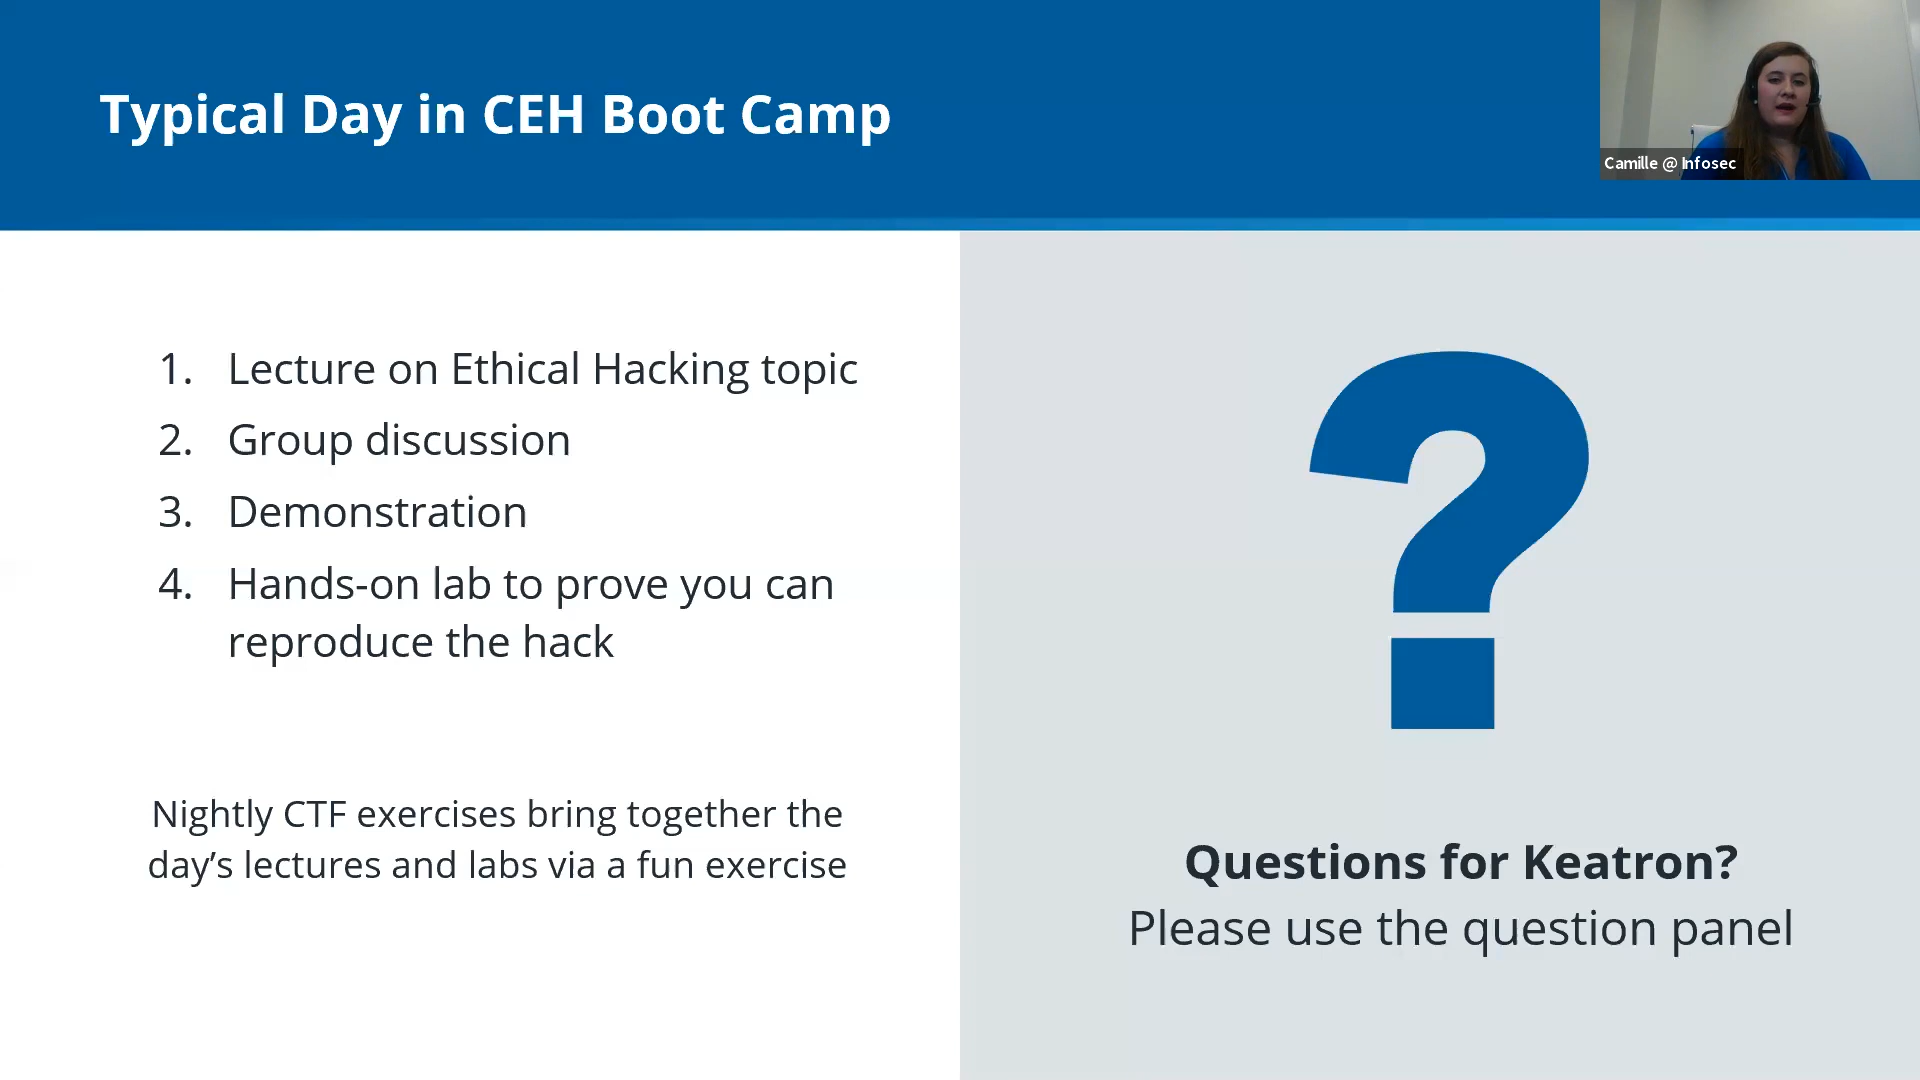 Typical Day in CEH Boot Camp
Camille @ Infosec
1. Lecture on Ethical Hacking topic
2. Group discussion
3. Demonstration
4. Hands-on lab to prove you can
reproduce the hack
Nightly CTF exercises bring together the
day’s lectures and labs via a fun exercise
?
Questions for Keatron?
Please use the question panel